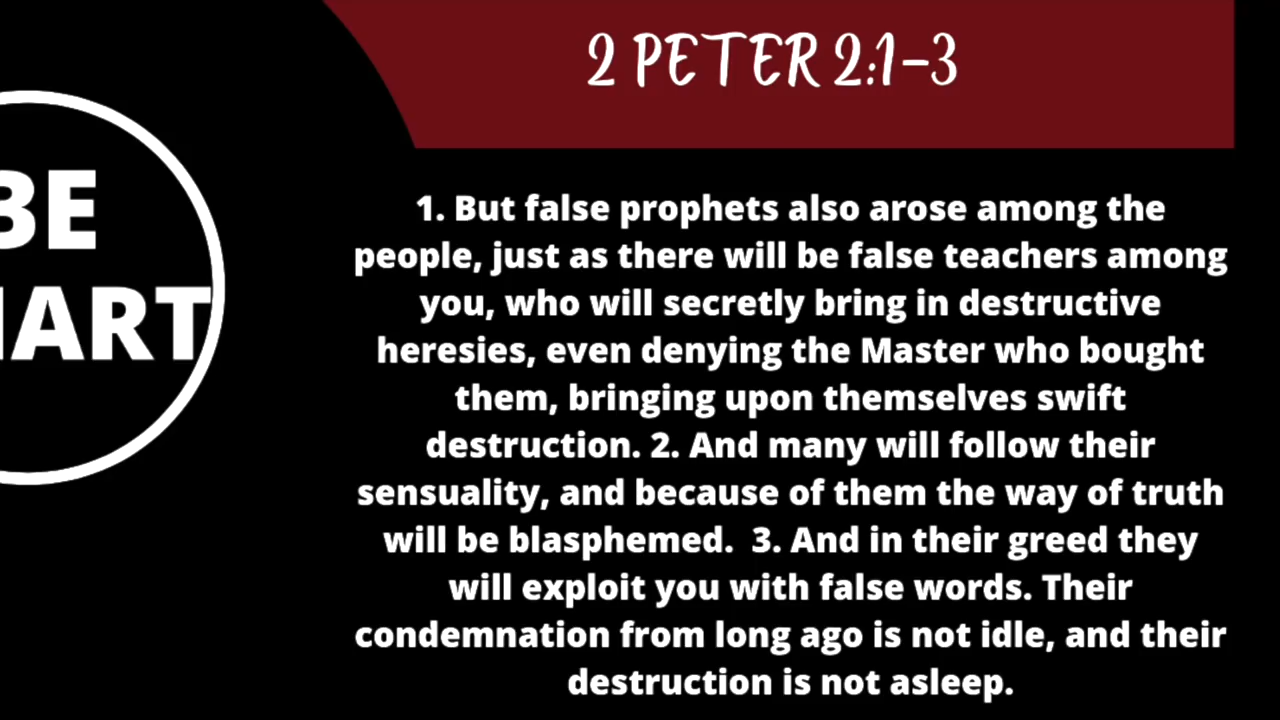 2 PETER 2:1-3
BE
1. But false prophets also arose among the
people, just as there will be false teachers among
you, who will secretly bring in destructive
heresies, even denying the Master who bought
them, bringing upon themselves swift
destruction. 2. And many will follow their
sensuality, and because of them the way of truth
will be blasphemed.  3. And in their greed they
will exploit you with false words. Their
condemnation from long ago is not idle, and their
destruction is not asleep.